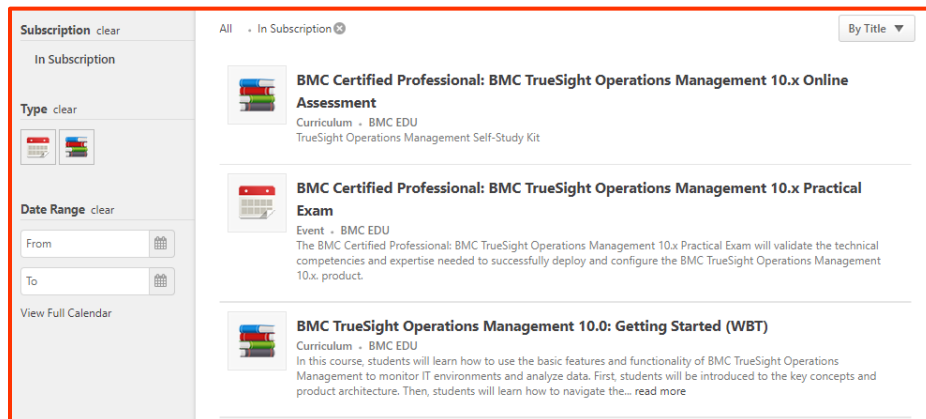 Subscription clear
In Subscription
Type clear
Date Range clear
From
To
View Full Calendar
All • In Subscription
By Title ▼
BMC Certified Professional: BMC TrueSight Operations Management 10.x Online
Assessment
Curriculum • BMC EDU
TrueSight Operations Management Self-Study Kit
BMC Certified Professional: BMC TrueSight Operations Management 10.x Practical
Exam
Event • BMC EDU
The BMC Certified Professional: BMC TrueSight Operations Management 10.x Practical Exam will validate the technical
competencies and expertise needed to successfully deploy and configure the BMC TrueSight Operations Management
10.x. product.
BMC TrueSight Operations Management 10.0: Getting Started (WBT)
Curriculum • BMC EDU
In this course, students will learn how to use the basic features and functionality of BMC TrueSight Operations
Management to monitor IT environments and analyze data. First, students will be introduced to the key concepts and
product architecture. Then, students will learn how to navigate the... read more